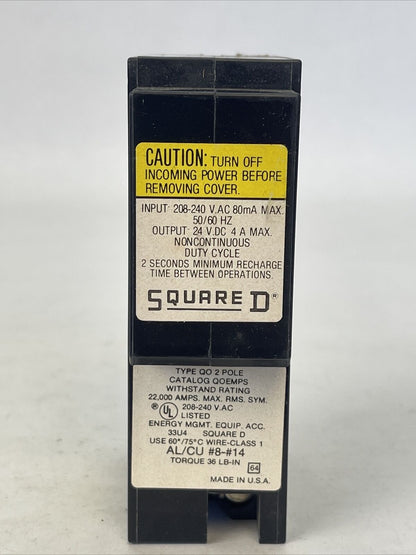 CAUTION: TURN OFF
INCOMING POWER BEFORE
REMOVING COVER.
INPUT 208-240 V.AC 80mA MAX.
50/60 HZ
OUTPUT 24 V.DC 4 A MAX.
NONCONTINUOUS
DUTY CYCLE
2 SECONDS MINIMUM RECHARGE
TIME BETWEEN OPERATIONS.
SQUARE D ®
TYPE QO 2 POLE
CATALOG QOEMPS
WITHSTAND RATING
22,000 AMPS. MAX. RMS. SYM.
® UL 208-240 V.AC
LISTED
ENERGY MGMT. EQUIP. ACC.
33U4 SQUARE D
USE 60°/75°C WIRE-CLASS 1
AL/CU #8-#14
TORQUE 36 LB-IN 64
MADE IN U.S.A.